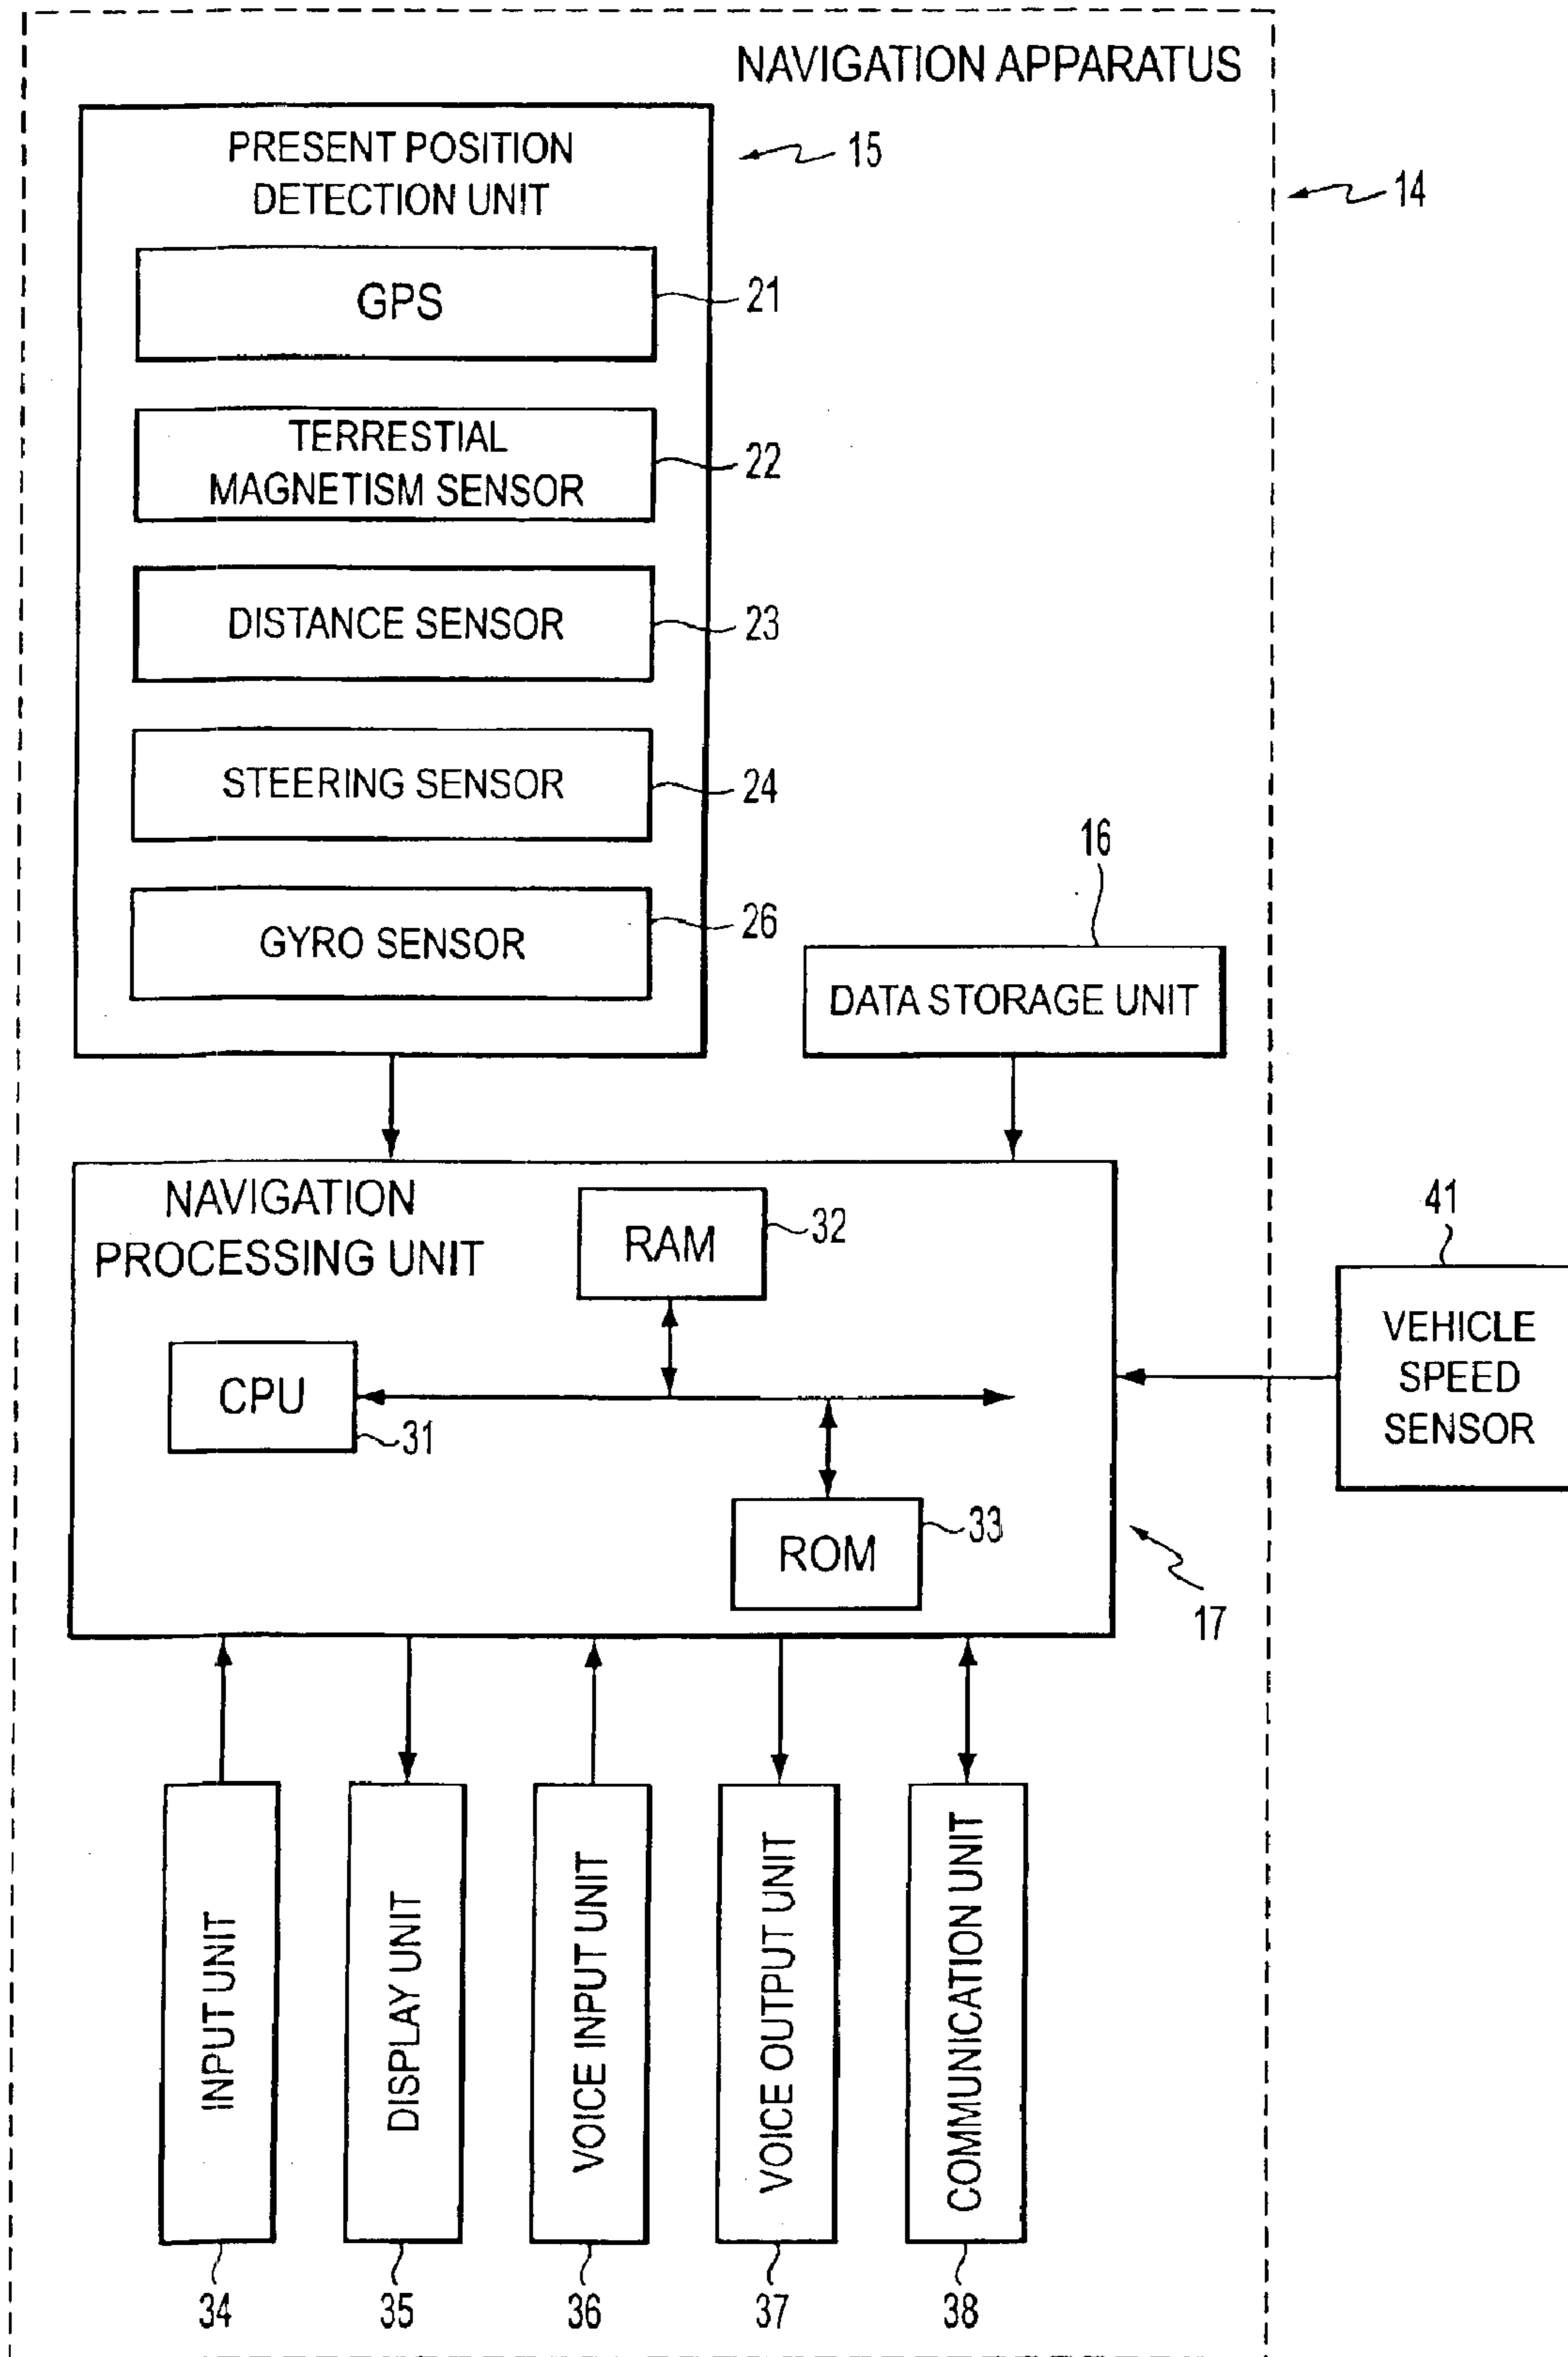 NAVIGATION APPARATUS
PRESENT POSITION
DETECTION UNIT
15
14
GPS
21
TERRESTIAL
MAGNETISM SENSOR
22
DISTANCE SENSOR
23
STEERING SENSOR
24
GYRO SENSOR
26
16
DATA STORAGE UNIT
NAVIGATION
PROCESSING UNIT
RAM
32
CPU
31
ROM
33
17
41
VEHICLE
SPEED
SENSOR
INPUT UNIT
DISPLAY UNIT
VOICE INPUT UNIT
VOICE OUTPUT UNIT
COMMUNICATION UNIT
34
35
36
37
38